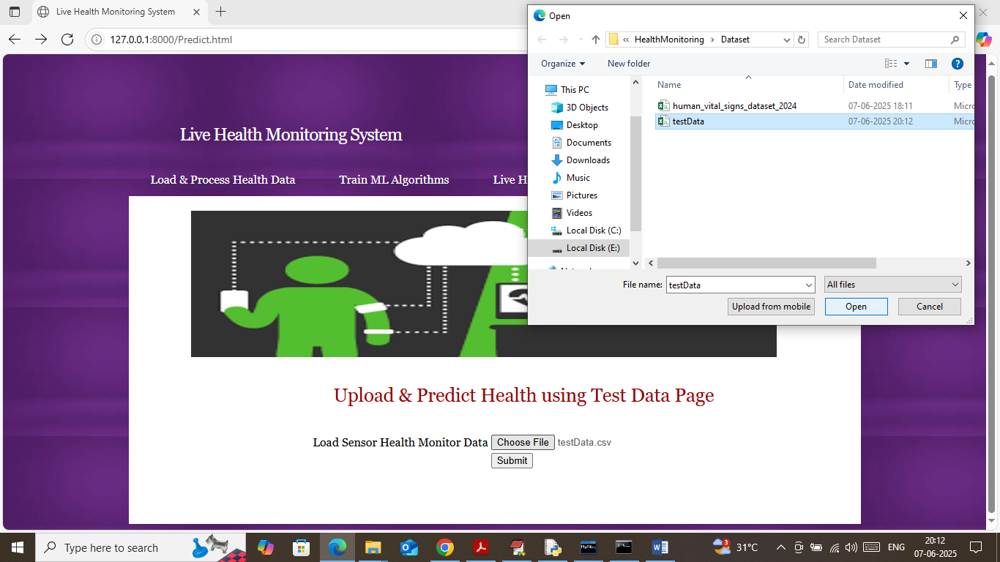 Live Health Monitoring System
127.0.0.1:8000/Predict.html
Open
« HealthMonitoring › Dataset
Search Dataset
Organize
New folder
This PC
3D Objects
Desktop
Documents
Downloads
Music
Pictures
Videos
Local Disk (C:)
Local Disk (E:)
Name Date modified Type
human_vital_signs_dataset_2024 07-06-2025 18:11 Micro
testData 07-06-2025 20:12 Micro
File name: testData All files
Upload from mobile Open Cancel
Live Health Monitoring System
Load & Process Health Data Train ML Algorithms Live H
Upload & Predict Health using Test Data Page
Load Sensor Health Monitor Data Choose File testData.csv
Submit
Type here to search
3
31°C
ENG
20:12
07-06-2025